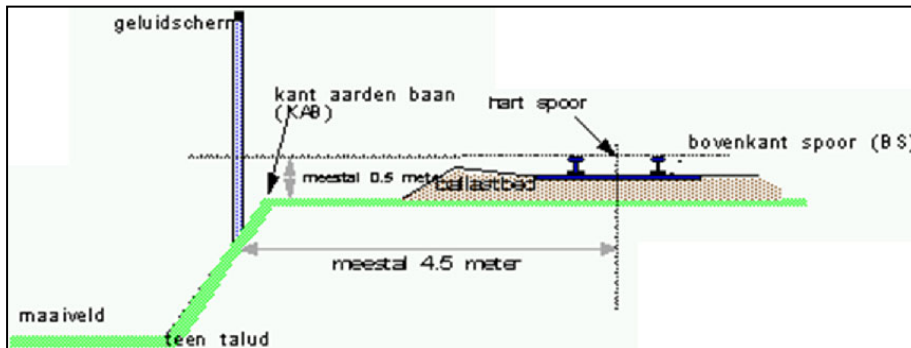 geluidscherm
kant aarden baan
(KAB)
hart spoor
bovenkant spoor (BS)
meestal 0.5 meter
ballastbed
meestal 4.5 meter
maaiveld
teen talud